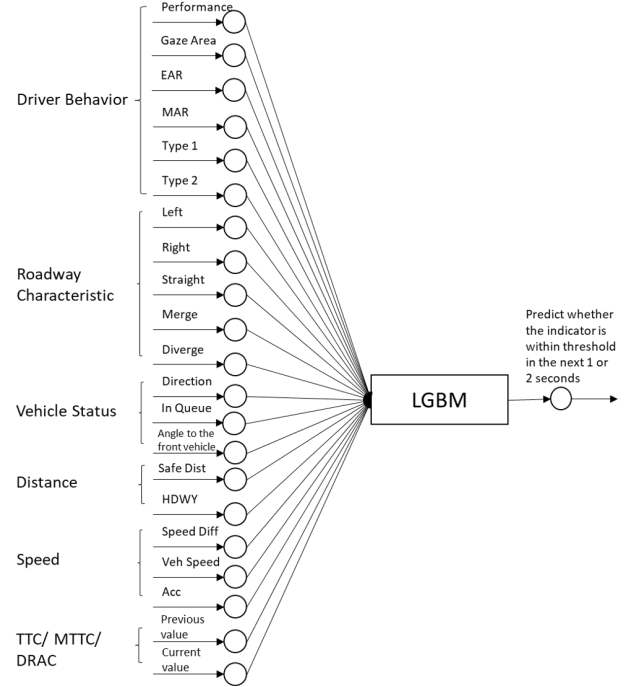 Performance
Gaze Area
EAR
Driver Behavior
MAR
Type 1
Type 2
Left
Right
Roadway
Characteristic
Straight
Merge
Diverge
Predict whether
the indicator is
within threshold
in the next 1 or
2 seconds
LGBM
Direction
Vehicle Status
In Queue
Angle to the
front vehicle
Safe Dist
Distance
HDWY
Speed Diff
Speed
Veh Speed
Acc
Previous
value
TTC/ MTTC/
DRAC
Current
value